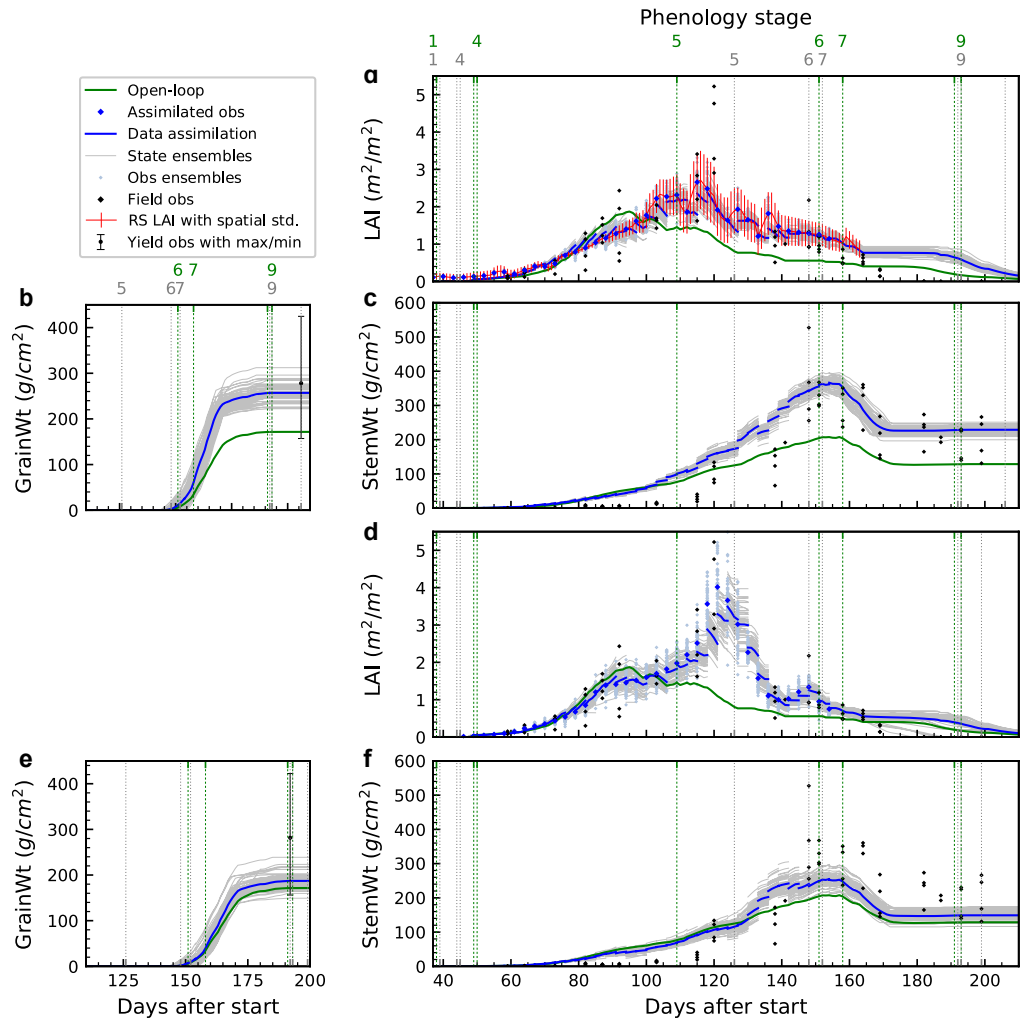 Phenology stage
1 4 5 6 7 9
1 4 5 6 7 9
a
Open-loop
Assimilated obs
Data assimilation
State ensembles
Obs ensembles
Field obs
RS LAI with spatial std.
Yield obs with max/min
LAI (m²/m²)
5
4
3
2
1
0
6 7 9
5 6 7 9
b
GrainWt (g/cm²)
400
300
200
100
0
c
StemWt (g/cm²)
600
500
400
300
200
100
0
d
LAI (m²/m²)
5
4
3
2
1
0
e
GrainWt (g/cm²)
400
300
200
100
0
125 150 175 200
Days after start
f
StemWt (g/cm²)
600
500
400
300
200
100
0
40 60 80 100 120 140 160 180 200
Days after start